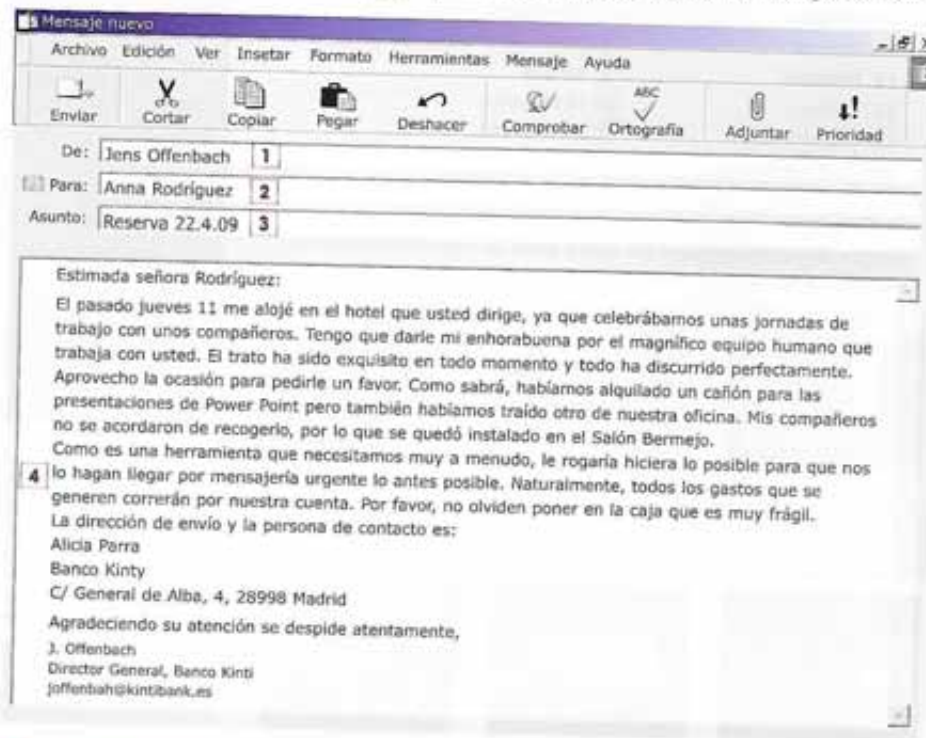 Mensaje nuevo
Archivo Edición Ver Insetar Formato Herramientas Mensaje Ayuda
ABC
Enviar Cortar Copiar Pegar Deshacer Comprobar Ortografía Adjuntar Prioridad
De: Jens Offenbach 1
Para: Anna Rodríguez 2
Asunto: Reserva 22.4.09 3
Estimada señora Rodríguez:
El pasado jueves 11 me alojé en el hotel que usted dirige, ya que celebrábamos unas jornadas de
trabajo con unos compañeros. Tengo que darle mi enhorabuena por el magnífico equipo humano que
trabaja con usted. El trato ha sido exquisito en todo momento y todo ha discurrido perfectamente.
Aprovecho la ocasión para pedirle un favor. Como sabrá, habíamos alquilado un cañón para las
presentaciones de Power Point pero también habíamos traído otro de nuestra oficina. Mis compañeros
no se acordaron de recogerlo, por lo que se quedó instalado en el Salón Bermejo.
Como es una herramienta que necesitamos muy a menudo, le rogaría hiciera lo posible para que nos
4 lo hagan llegar por mensajería urgente lo antes posible. Naturalmente, todos los gastos que se
generen correrán por nuestra cuenta. Por favor, no olviden poner en la caja que es muy frágil.
La dirección de envío y la persona de contacto es:
Alicia Parra
Banco Kinty
C/ General de Alba, 4, 28998 Madrid
Agradeciendo su atención se despide atentamente,
J. Offenbach
Director General, Banco Kinti
joffenbah@kintibank.es